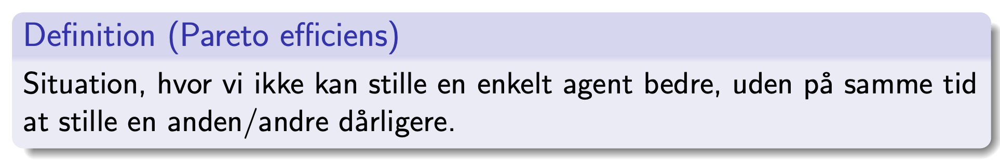 Definition (Pareto efficiens)
Situation, hvor vi ikke kan stille en enkelt agent bedre, uden på samme tid
at stille en anden/andre dårligere.